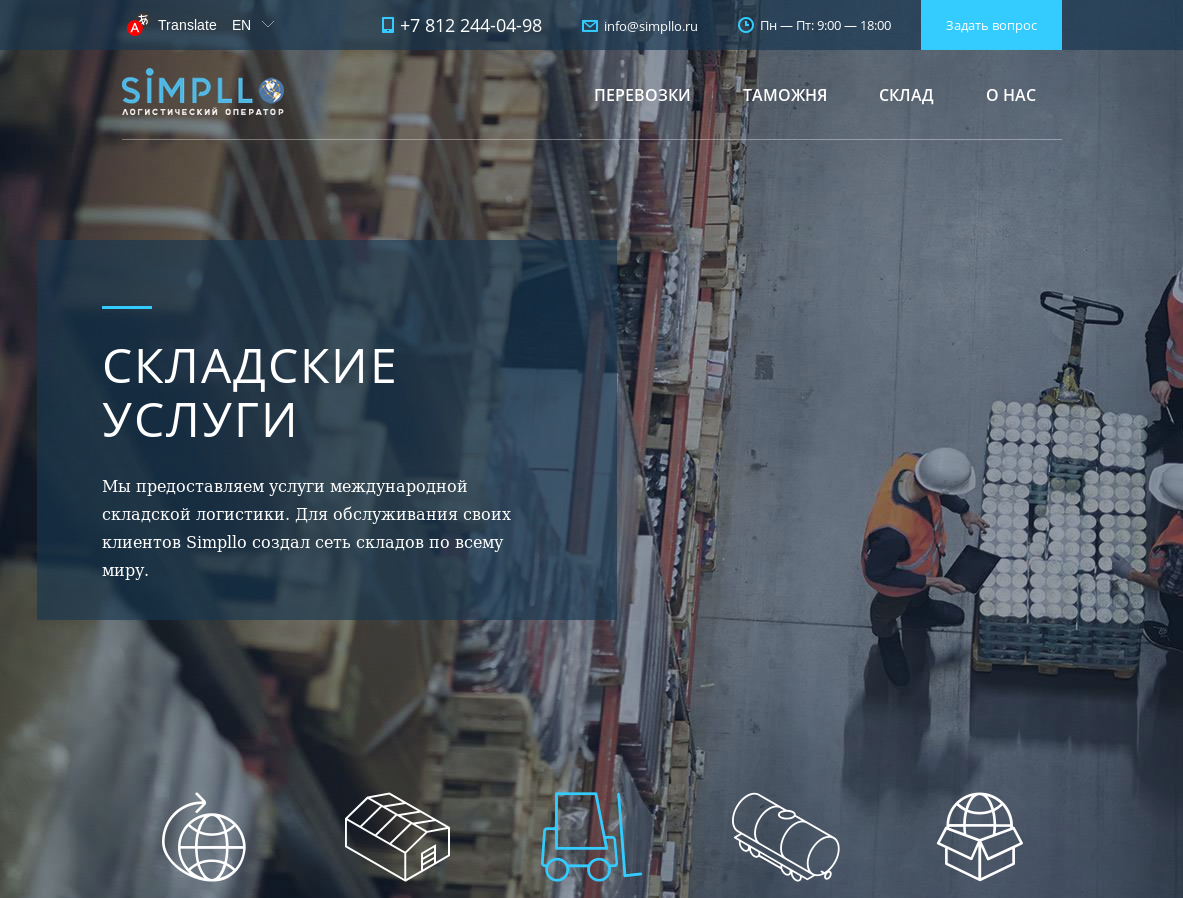 Translate EN
+7 812 244-04-98
info@simpllo.ru
Пн — Пт: 9:00 — 18:00
Задать вопрос
SiMPLLO
ЛОГИСТИЧЕСКИЙ ОПЕРАТОР
ПЕРЕВОЗКИ
ТАМОЖНЯ
СКЛАД
О НАС
СКЛАДСКИЕ
УСЛУГИ
Мы предоставляем услуги международной
складской логистики. Для обслуживания своих
клиентов Simpllo создал сеть складов по всему
миру.